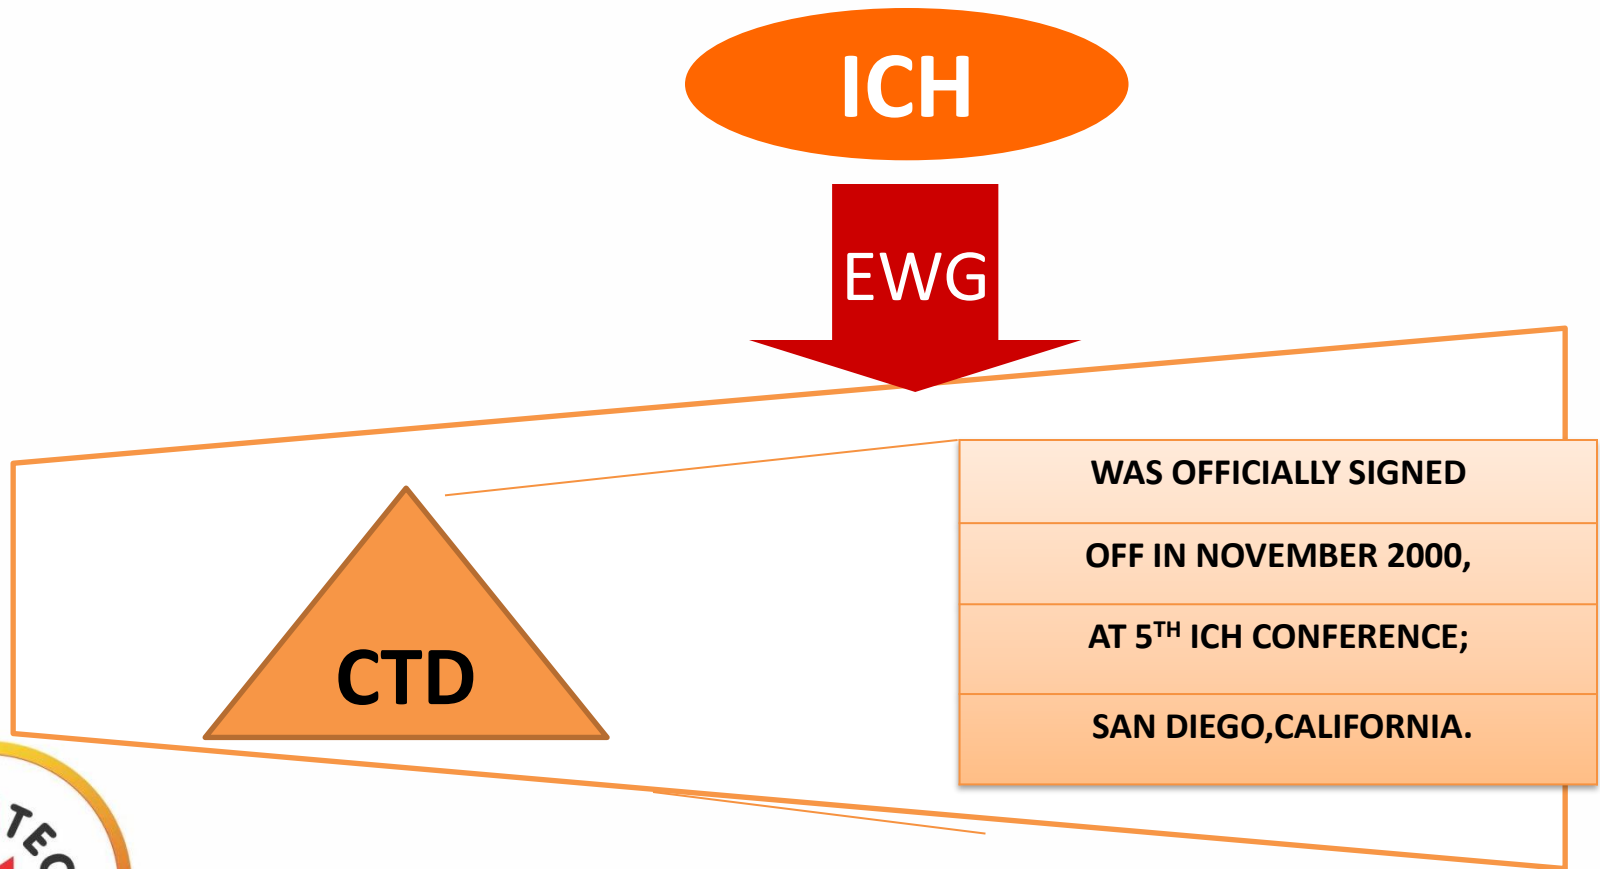 ICH
EWG
WAS OFFICIALLY SIGNED
OFF IN NOVEMBER 2000,
AT 5TH ICH CONFERENCE;
SAN DIEGO,CALIFORNIA.
CTD